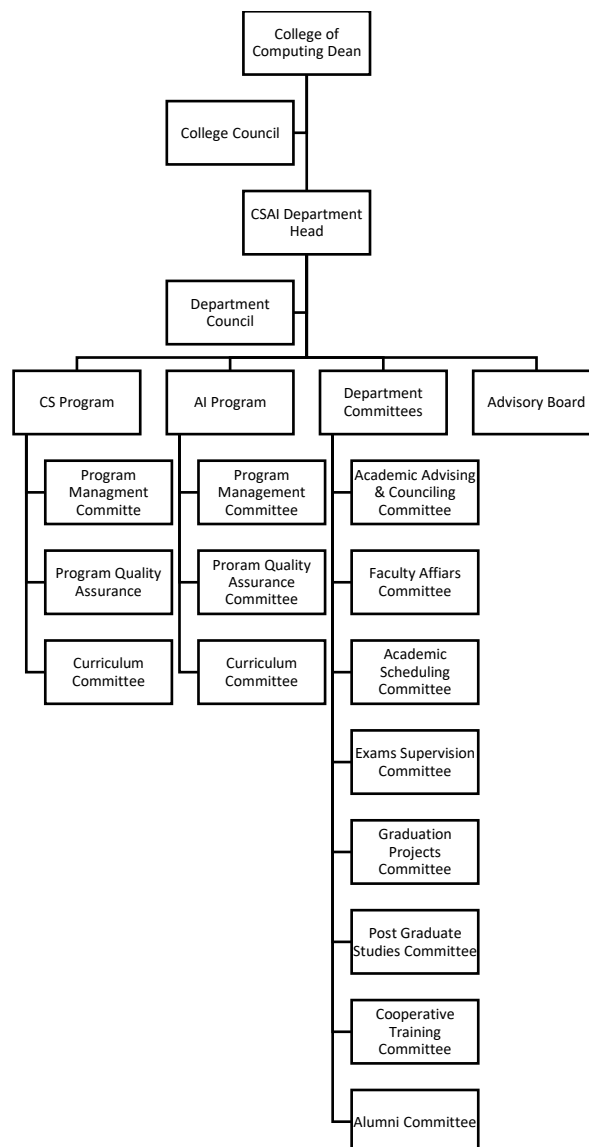 College of
Computing Dean
College Council
CSAI Department
Head
Department
Council
CS Program
AI Program
Department
Committees
Advisory Board
Program
Managment
Committe
Program Quality
Assurance
Curriculum
Committee
Program
Management
Committee
Proram Quality
Assurance
Committee
Curriculum
Committee
Academic Advising
& Counciling
Committee
Faculty Affiars
Committee
Academic
Scheduling
Committee
Exams Supervision
Committee
Graduation
Projects
Committee
Post Graduate
Studies Committee
Cooperative
Training
Committee
Alumni Committee